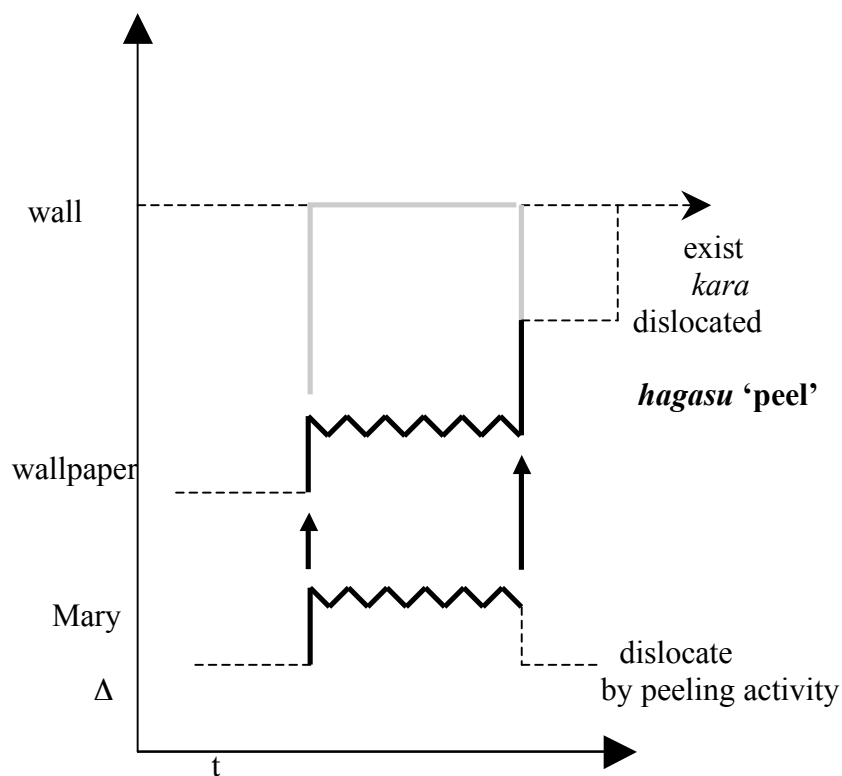 wall
exist
kara
dislocated
hagasu ‘peel’
wallpaper
Mary
dislocate
Δ
by peeling activity
t